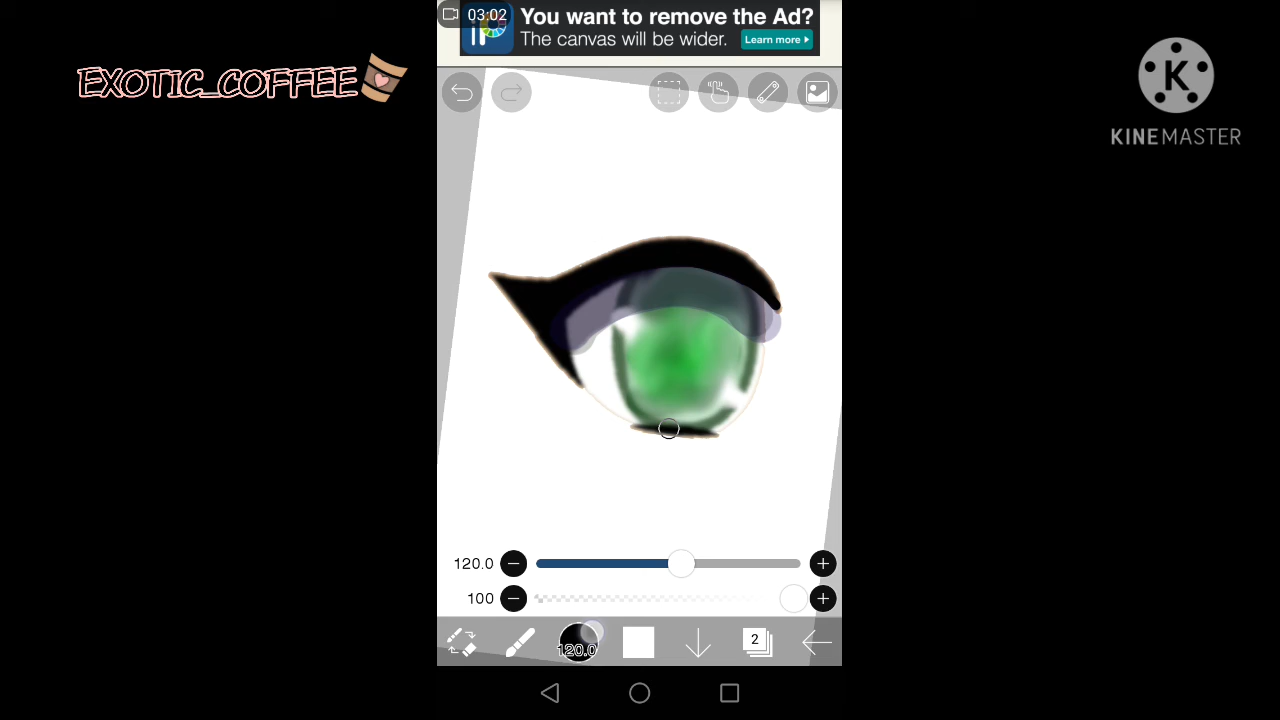 03:02
You want to remove the Ad?
The canvas will be wider.
Learn more
EXOTIC_COFFEE
K
KINEMASTER
120.0
100
120.0
2